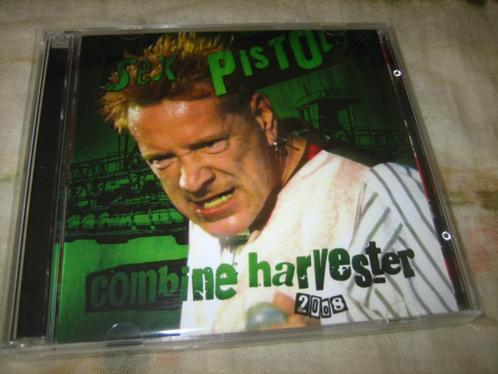 Sex PiSTOLS
combine harvester
2008